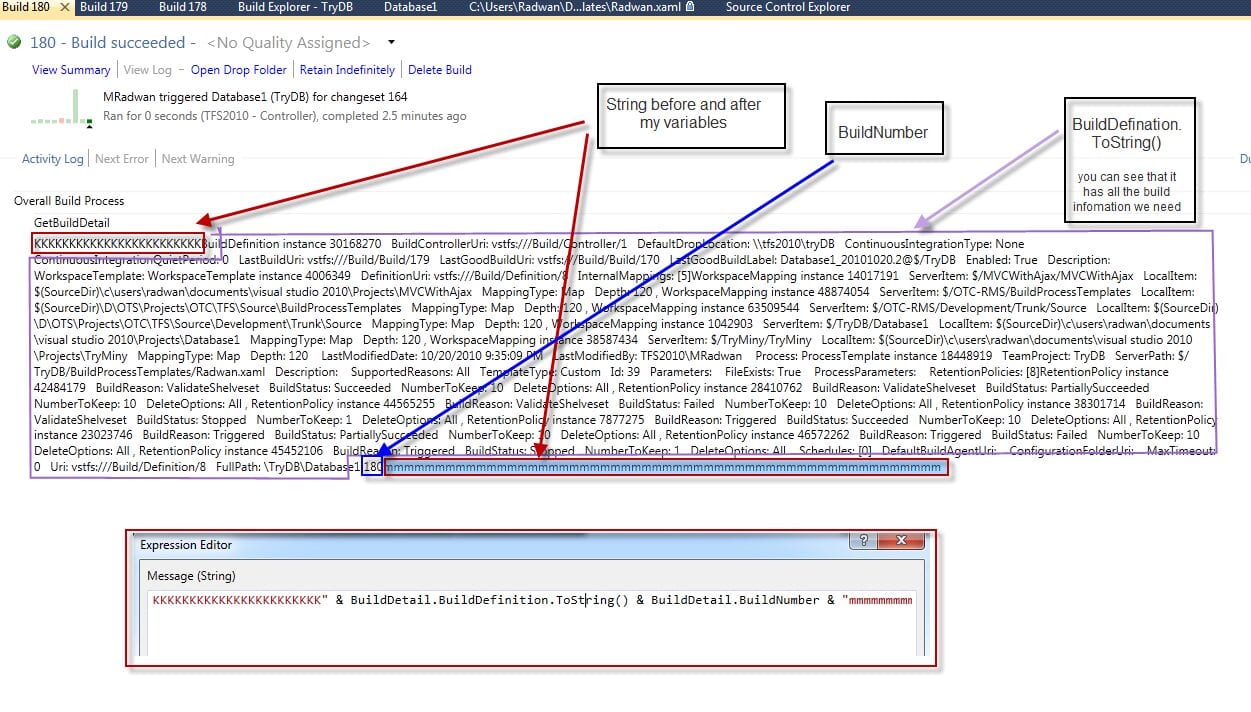 Build 180 Build 179 Build 178 Build Explorer - TryDB Database1 C:\Users\Radwan\D...lates\Radwan.xaml Source Control Explorer
180 - Build succeeded - <No Quality Assigned>
View Summary View Log - Open Drop Folder Retain Indefinitely Delete Build
MRadwan triggered Database1 (TryDB) for changeset 164
Ran for 0 seconds (TFS2010 - Controller), completed 2.5 minutes ago
String before and after
my variables
BuildNumber
BuildDefination.
ToString()
you can see that it
has all the build
infomation we need
Activity Log Next Error Next Warning
Overall Build Process
GetBuildDetail
BuildDefinition instance 30168270 BuildControllerUri: vstfs:///Build/Controller/1 DefaultDropLocation: \\tfs2010\tryDB ContinuousIntegrationType: None
ContinuousIntegrationQuietPeriod: 0 LastBuildUri: vstfs:///Build/Build/179 LastGoodBuildUri: vstfs:///Build/Build/170 LastGoodBuildLabel: Database1_20101020.2@$/TryDB Enabled: True Description:
WorkspaceTemplate: WorkspaceTemplate instance 4006349 DefinitionUri: vstfs:///Build/Definition/8 InternalMappings: [5]WorkspaceMapping instance 14017191 ServerItem: $/MVCWithAjax/MVCWithAjax LocalItem:
$(SourceDir)\c\users\radwan\documents\visual studio 2010\Projects\MVCWithAjax MappingType: Map Depth: 120 , WorkspaceMapping instance 48874054 ServerItem: $/OTC-RMS/BuildProcessTemplates LocalItem:
$(SourceDir)\D\OTS\Projects\OTC\TFS\Source\BuildProcessTemplates MappingType: Map Depth: 120 , WorkspaceMapping instance 63509544 ServerItem: $/OTC-RMS/Development/Trunk/Source LocalItem: $(SourceDir)
\D\OTS\Projects\OTC\TFS\Source\Development\Trunk\Source MappingType: Map Depth: 120 , WorkspaceMapping instance 1042903 ServerItem: $/TryDB/Database1 LocalItem: $(SourceDir)\c\users\radwan\documents
\visual studio 2010\Projects\Database1 MappingType: Map Depth: 120 , WorkspaceMapping instance 38587434 ServerItem: $/TryMiny/TryMiny LocalItem: $(SourceDir)\c\users\radwan\documents\visual studio 2010
\Projects\TryMiny MappingType: Map Depth: 120 LastModifiedDate: 10/20/2010 9:35:09 PM LastModifiedBy: TFS2010\MRadwan Process: ProcessTemplate instance 18448919 TeamProject: TryDB ServerPath: $/
TryDB/BuildProcessTemplates/Radwan.xaml Description: SupportedReasons: All TemplateType: Custom Id: 39 Parameters: FileExists: True ProcessParameters: RetentionPolicies: [8]RetentionPolicy instance
42484179 BuildReason: ValidateShelveset BuildStatus: Succeeded NumberToKeep: 10 DeleteOptions: All , RetentionPolicy instance 28410762 BuildReason: ValidateShelveset BuildStatus: PartiallySucceeded
NumberToKeep: 10 DeleteOptions: All , RetentionPolicy instance 44565255 BuildReason: ValidateShelveset BuildStatus: Failed NumberToKeep: 10 DeleteOptions: All , RetentionPolicy instance 38301714 BuildReason:
ValidateShelveset BuildStatus: Stopped NumberToKeep: 1 DeleteOptions: All , RetentionPolicy instance 7877275 BuildReason: Triggered BuildStatus: Succeeded NumberToKeep: 10 DeleteOptions: All , RetentionPolicy
instance 23023746 BuildReason: Triggered BuildStatus: PartiallySucceeded NumberToKeep: 10 DeleteOptions: All , RetentionPolicy instance 46572262 BuildReason: Triggered BuildStatus: Failed NumberToKeep: 10
DeleteOptions: All , RetentionPolicy instance 45452106 BuildReason: Triggered BuildStatus: Stopped NumberToKeep: 1 DeleteOptions: All Schedules: [0] DefaultBuildAgentUri: ConfigurationFolderUri: MaxTimeout:
0 Uri: vstfs:///Build/Definition/8 FullPath: \TryDB\Database1 180
Expression Editor
Message (String)
KKKKKKKKKKKKKKKKKKKKKKK" & BuildDetail.BuildDefinition.ToString() & BuildDetail.BuildNumber & "mmmmmmmmm